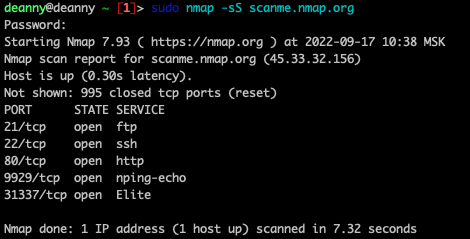 deanny@deanny ~ [1]> sudo nmap -sS scanme.nmap.org
Password:
Starting Nmap 7.93 ( https://nmap.org ) at 2022-09-17 10:38 MSK
Nmap scan report for scanme.nmap.org (45.33.32.156)
Host is up (0.30s latency).
Not shown: 995 closed tcp ports (reset)
PORT      STATE SERVICE
21/tcp    open  ftp
22/tcp    open  ssh
80/tcp    open  http
9929/tcp  open  nping-echo
31337/tcp open  Elite
Nmap done: 1 IP address (1 host up) scanned in 7.32 seconds